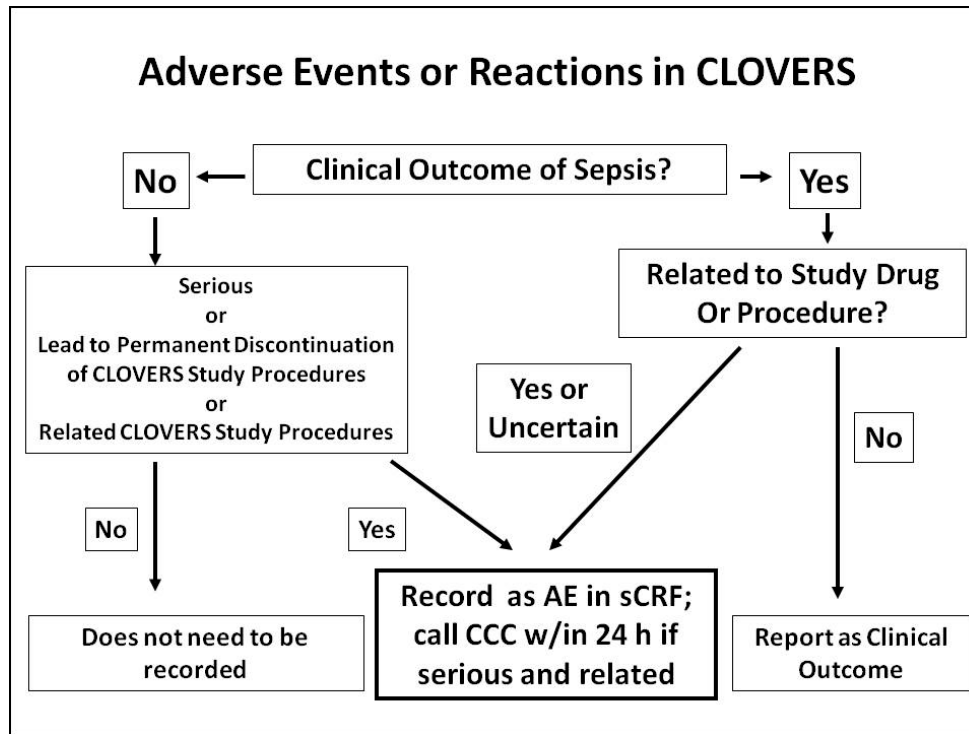 Adverse Events or Reactions in CLOVERS
No
Clinical Outcome of Sepsis?
Yes
Serious
or
Lead to Permanent Discontinuation
of CLOVERS Study Procedures
or
Related CLOVERS Study Procedures
Related to Study Drug
Or Procedure?
Yes or
Uncertain
No
No
Yes
Does not need to be
recorded
Record as AE in sCRF;
call CCC w/in 24 h if
serious and related
Report as Clinical
Outcome